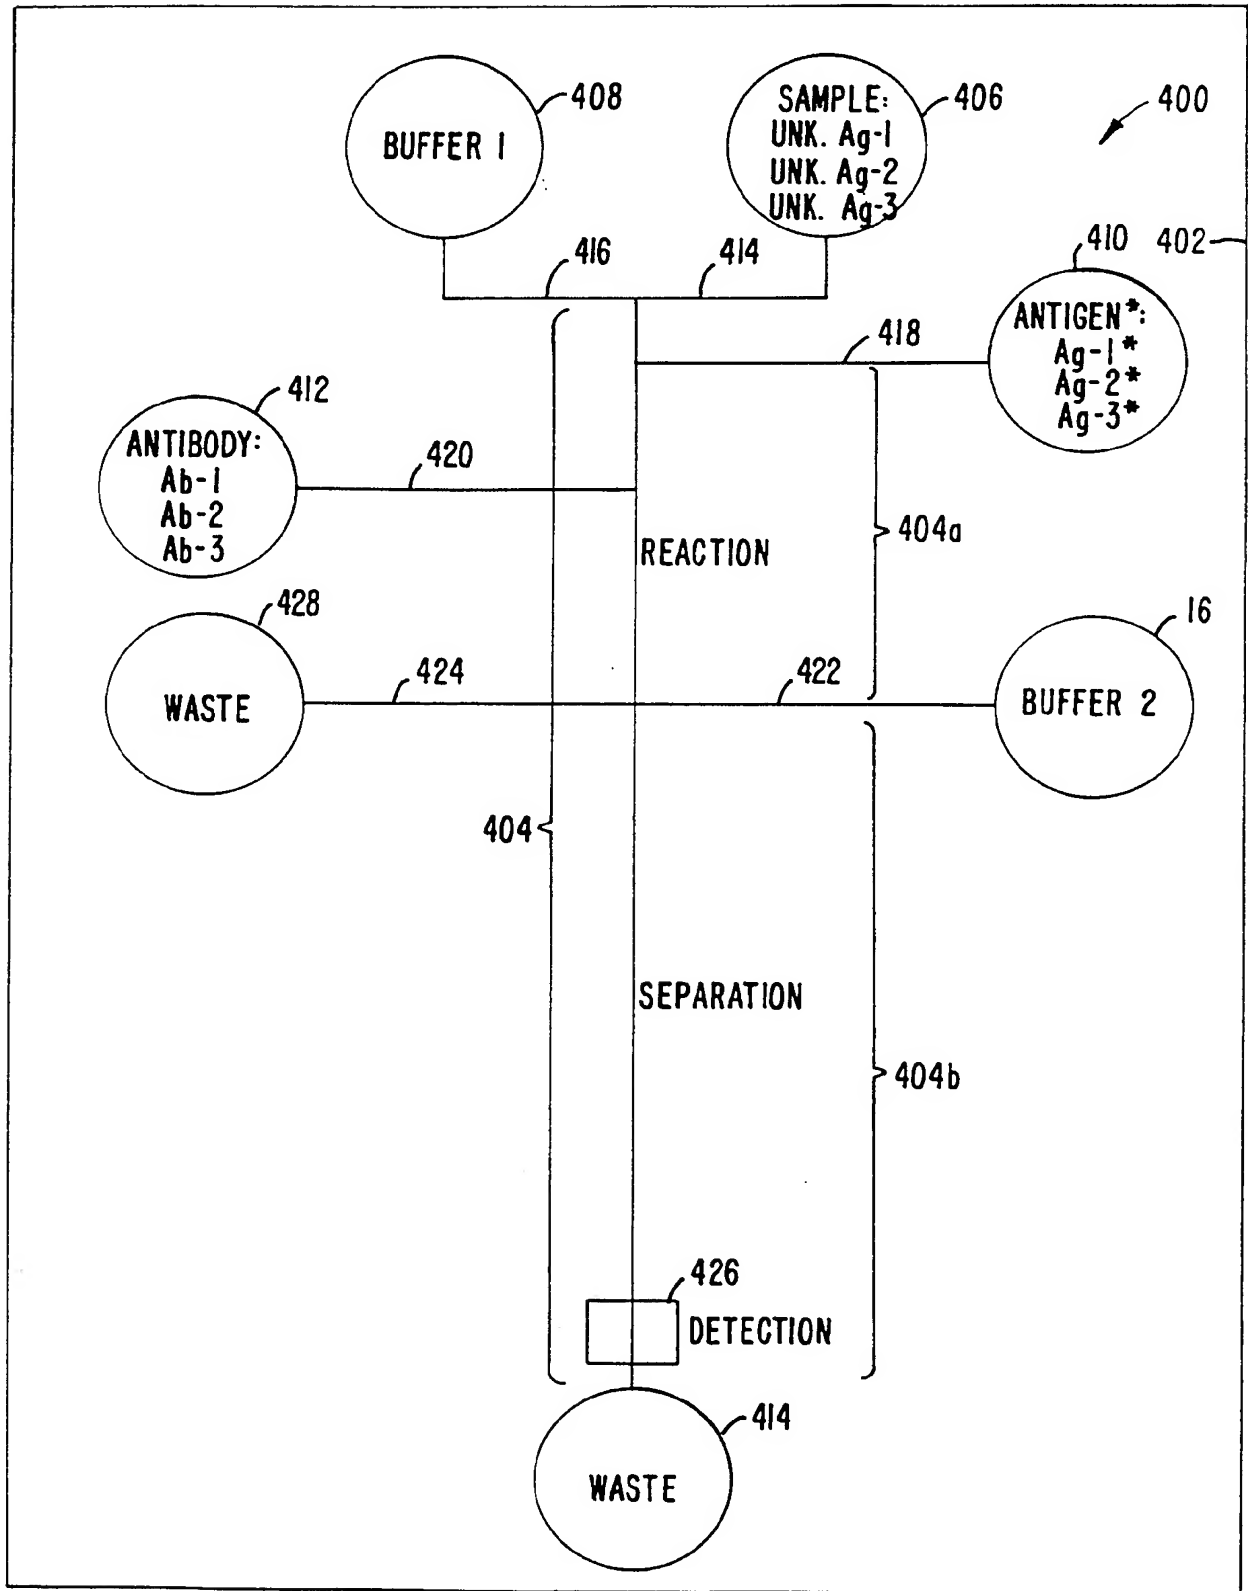 408
BUFFER 1
SAMPLE:
UNK. Ag-1
UNK. Ag-2
UNK. Ag-3
406
400
416
414
410
402
ANTIGEN*:
Ag-1*
Ag-2*
Ag-3*
418
412
ANTIBODY:
Ab-1
Ab-2
Ab-3
420
REACTION
404a
428
WASTE
424
422
16
BUFFER 2
404
SEPARATION
404b
426
DETECTION
414
WASTE